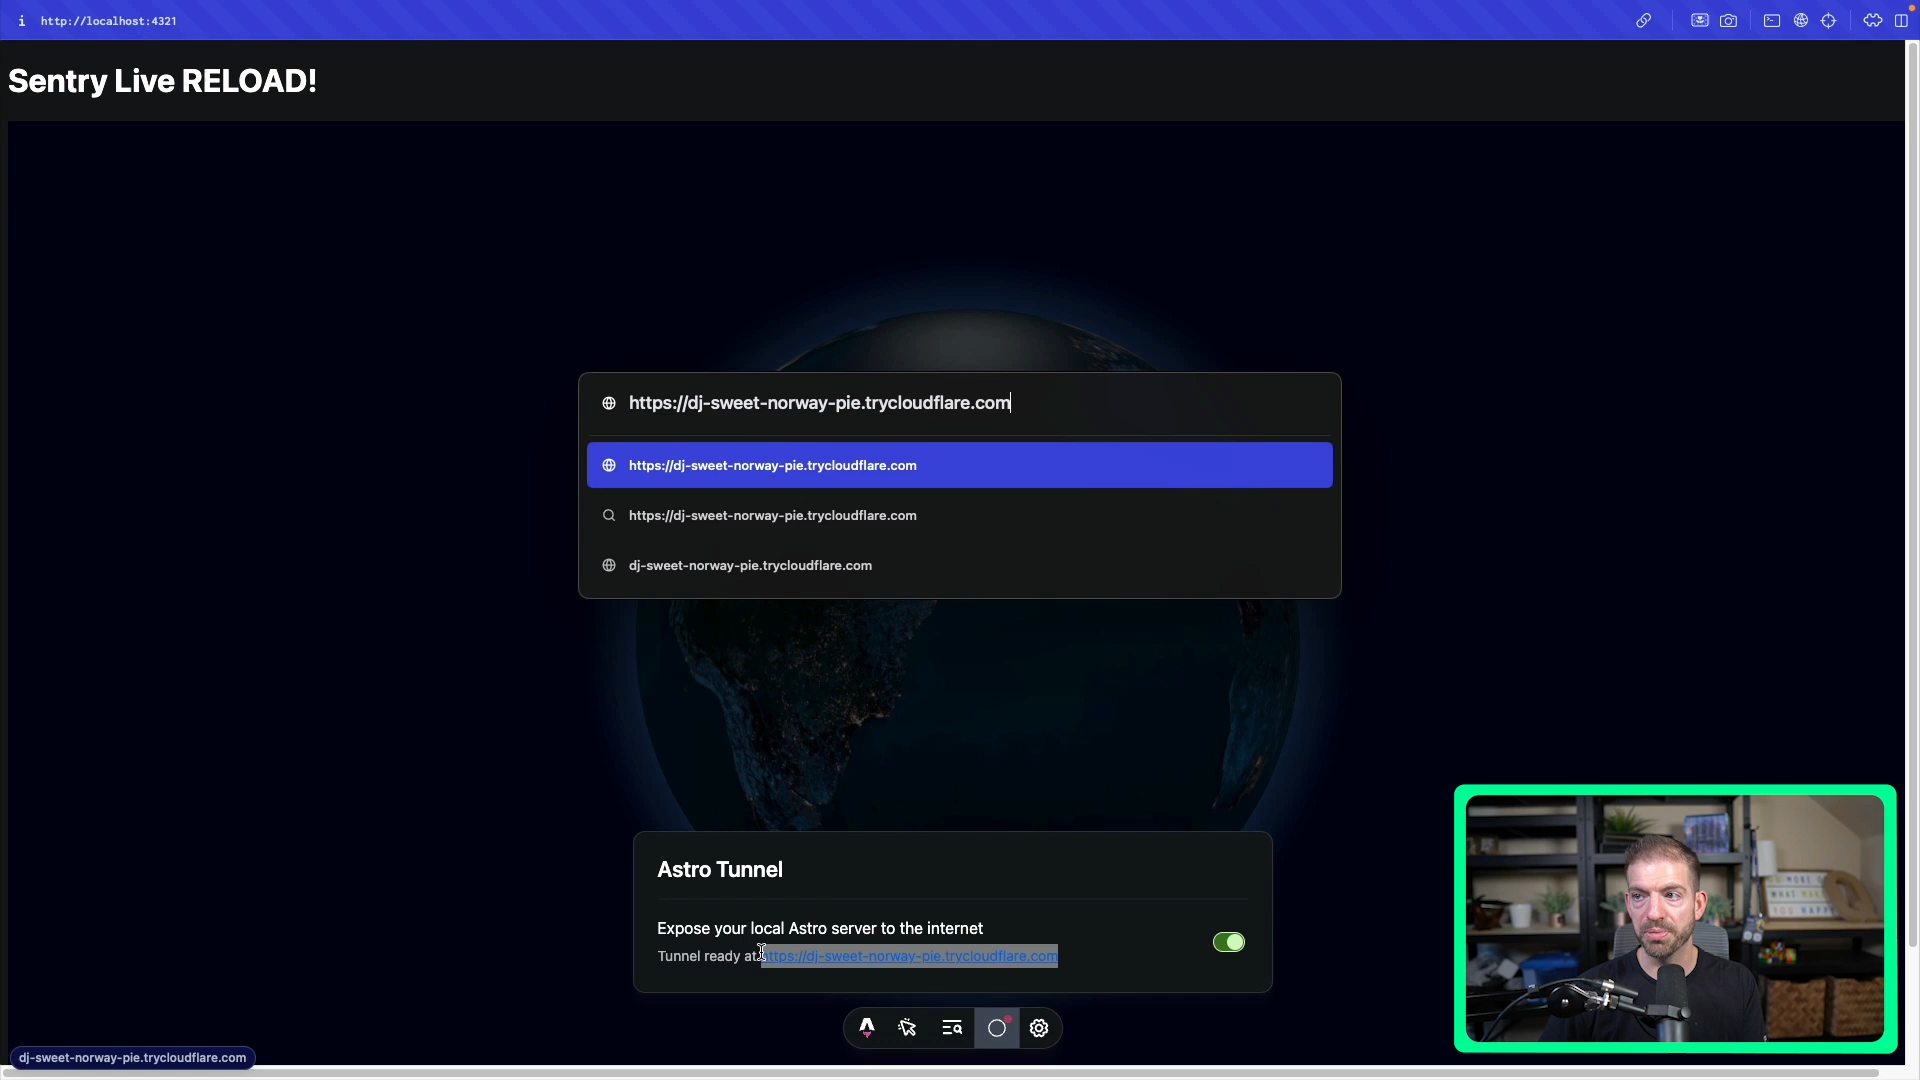 i http://localhost:4321
Sentry Live RELOAD!
https://dj-sweet-norway-pie.trycloudflare.com
https://dj-sweet-norway-pie.trycloudflare.com
https://dj-sweet-norway-pie.trycloudflare.com
dj-sweet-norway-pie.trycloudflare.com
Astro Tunnel
Expose your local Astro server to the internet
Tunnel ready at https://dj-sweet-norway-pie.trycloudflare.com
dj-sweet-norway-pie.trycloudflare.com